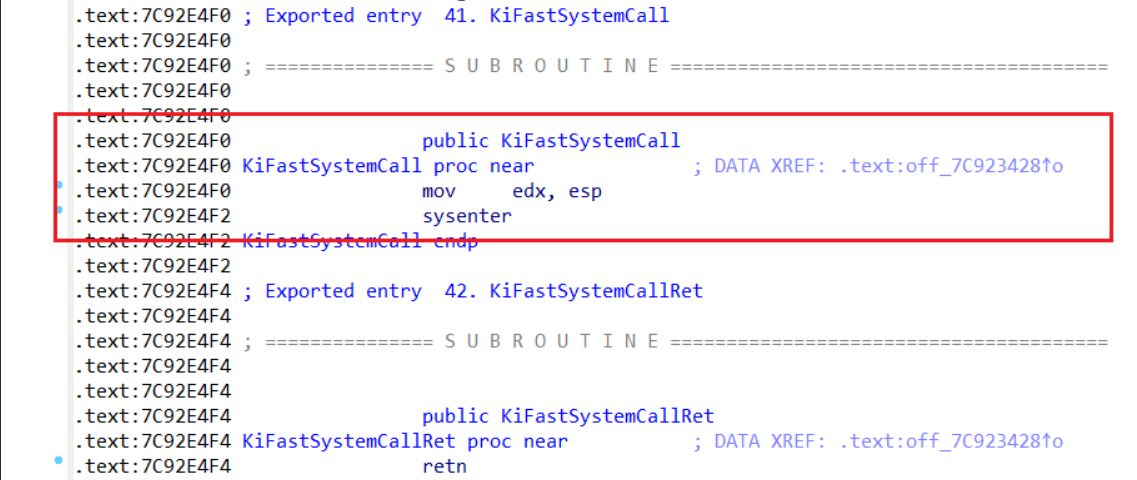 .text:7C92E4F0 ; Exported entry  41. KiFastSystemCall
.text:7C92E4F0
.text:7C92E4F0 ; =============== S U B R O U T I N E =======================================
.text:7C92E4F0
.text:7C92E4F0
.text:7C92E4F0                 public KiFastSystemCall
.text:7C92E4F0 KiFastSystemCall proc near              ; DATA XREF: .text:off_7C923428↑o
.text:7C92E4F0                 mov     edx, esp
.text:7C92E4F2                 sysenter
.text:7C92E4F2 KiFastSystemCall endp
.text:7C92E4F2
.text:7C92E4F4 ; Exported entry  42. KiFastSystemCallRet
.text:7C92E4F4
.text:7C92E4F4 ; =============== S U B R O U T I N E =======================================
.text:7C92E4F4
.text:7C92E4F4
.text:7C92E4F4                 public KiFastSystemCallRet
.text:7C92E4F4 KiFastSystemCallRet proc near           ; DATA XREF: .text:off_7C923428↑o
.text:7C92E4F4                 retn